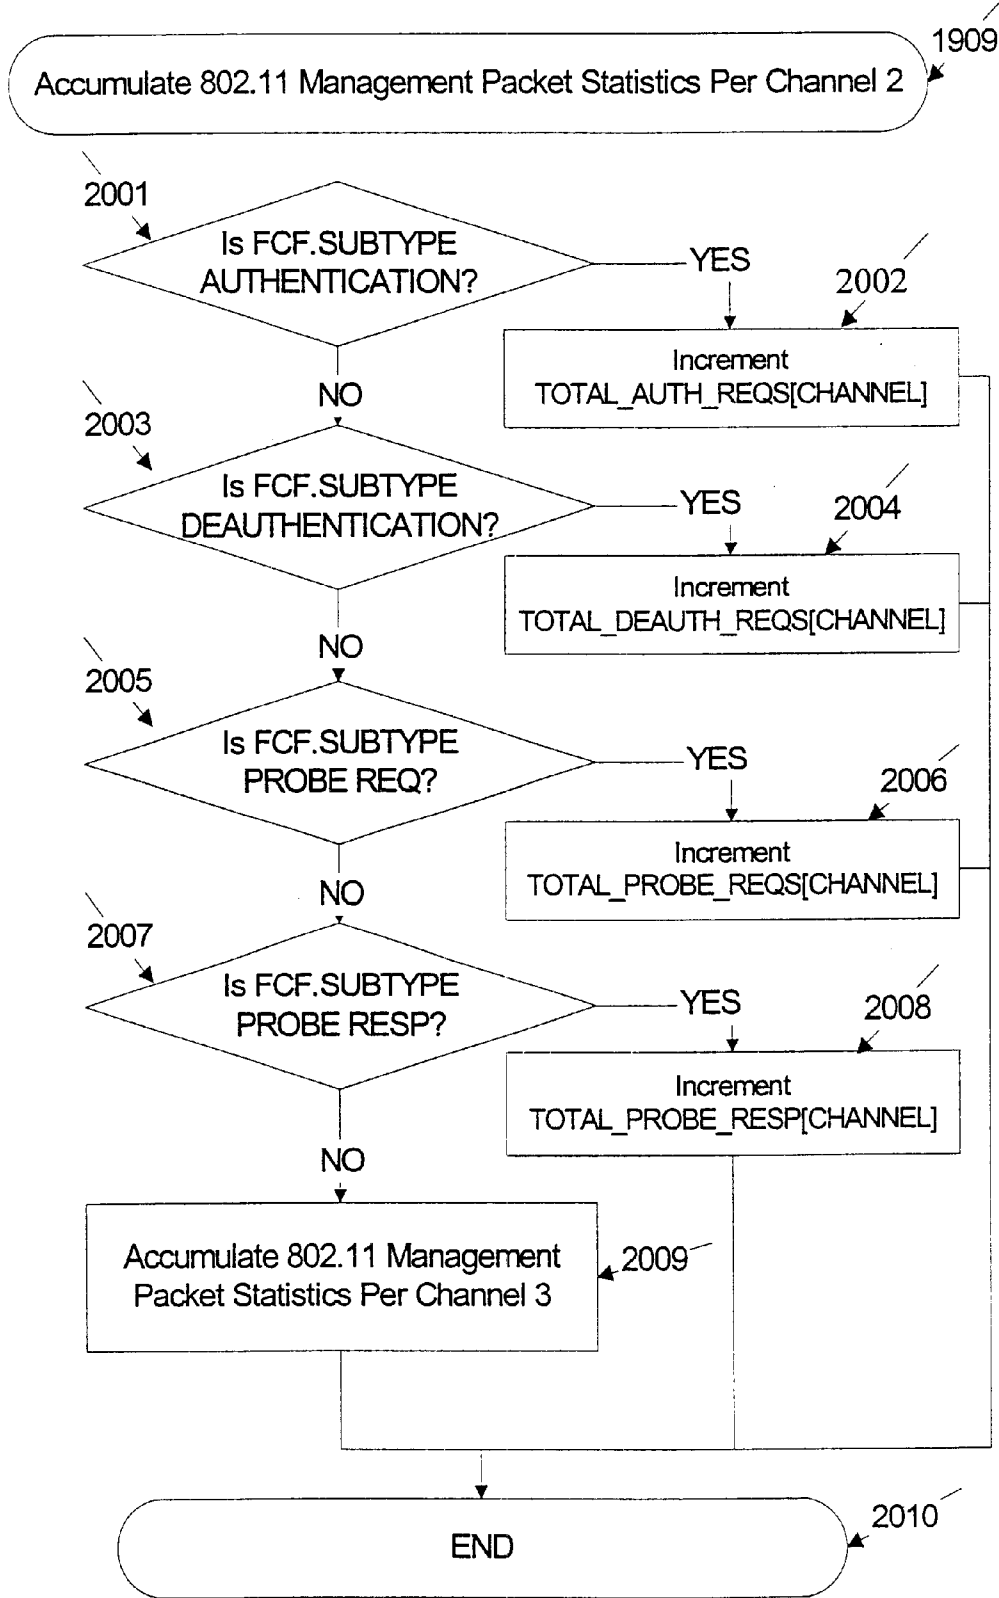 1909
Accumulate 802.11 Management Packet Statistics Per Channel 2
2001
Is FCF.SUBTYPE
AUTHENTICATION?
YES
2002
Increment
TOTAL_AUTH_REQS[CHANNEL]
NO
2003
Is FCF.SUBTYPE
DEAUTHENTICATION?
YES
2004
Increment
TOTAL_DEAUTH_REQS[CHANNEL]
NO
2005
Is FCF.SUBTYPE
PROBE REQ?
YES
2006
Increment
TOTAL_PROBE_REQS[CHANNEL]
NO
2007
Is FCF.SUBTYPE
PROBE RESP?
YES
2008
Increment
TOTAL_PROBE_RESP[CHANNEL]
NO
Accumulate 802.11 Management
Packet Statistics Per Channel 3
2009
END
2010